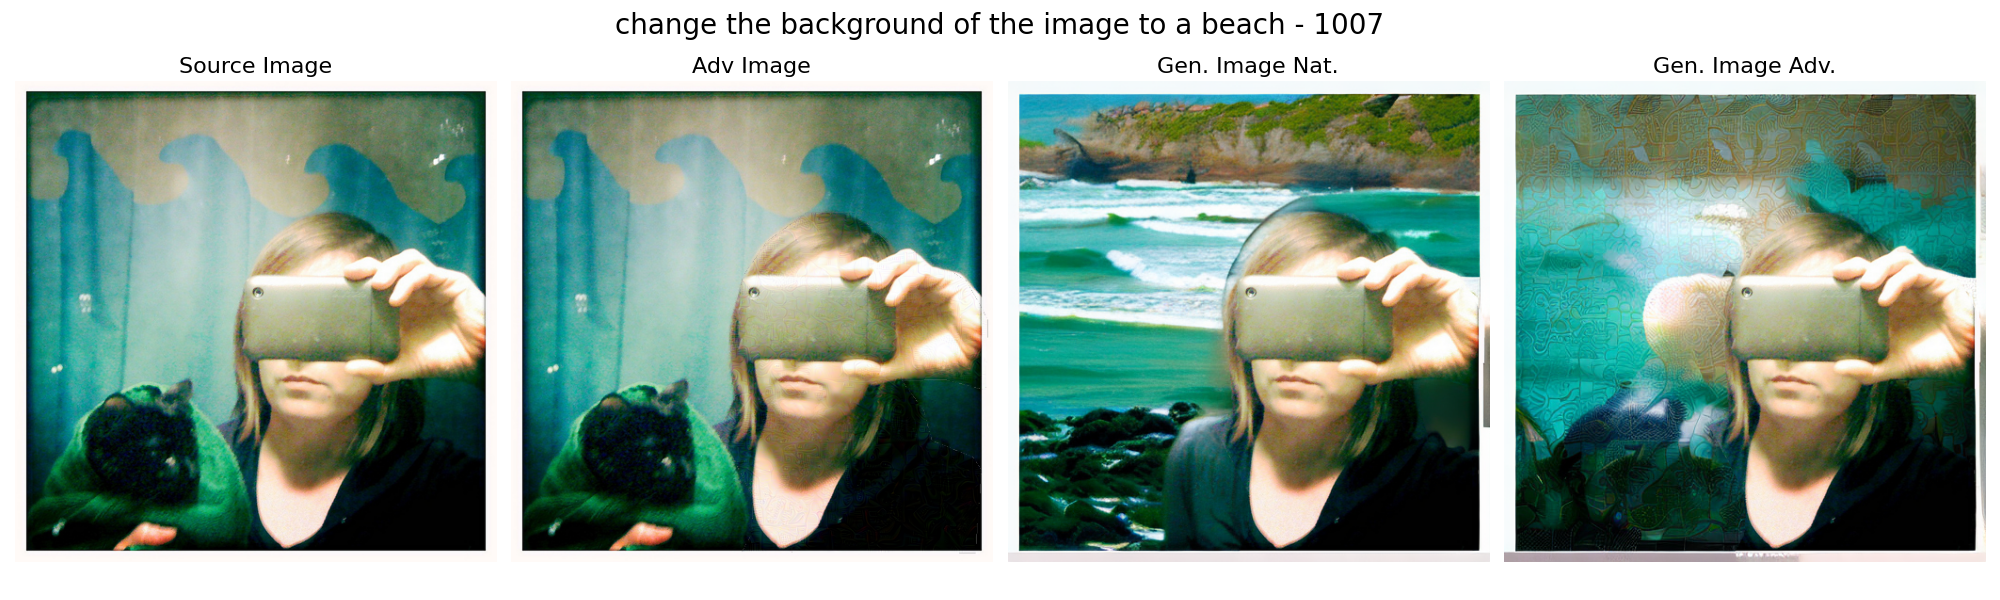 change the background of the image to a beach - 1007
Source Image
Adv Image
Gen. Image Nat.
Gen. Image Adv.